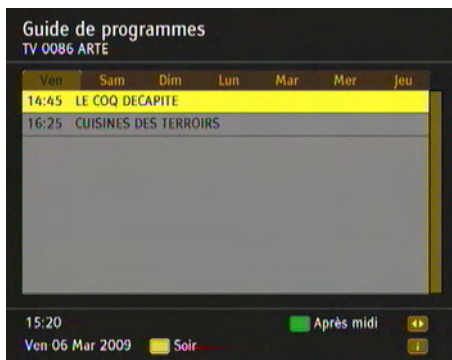 Guide de programmes
TV 0086 ARTE
Ven Sam Dim Lun Mar Mer Jeu
14:45 LE COQ DECAPITE
16:25 CUISINES DES TERROIRS
15:20 Après midi
Ven 06 Mar 2009 Soir i